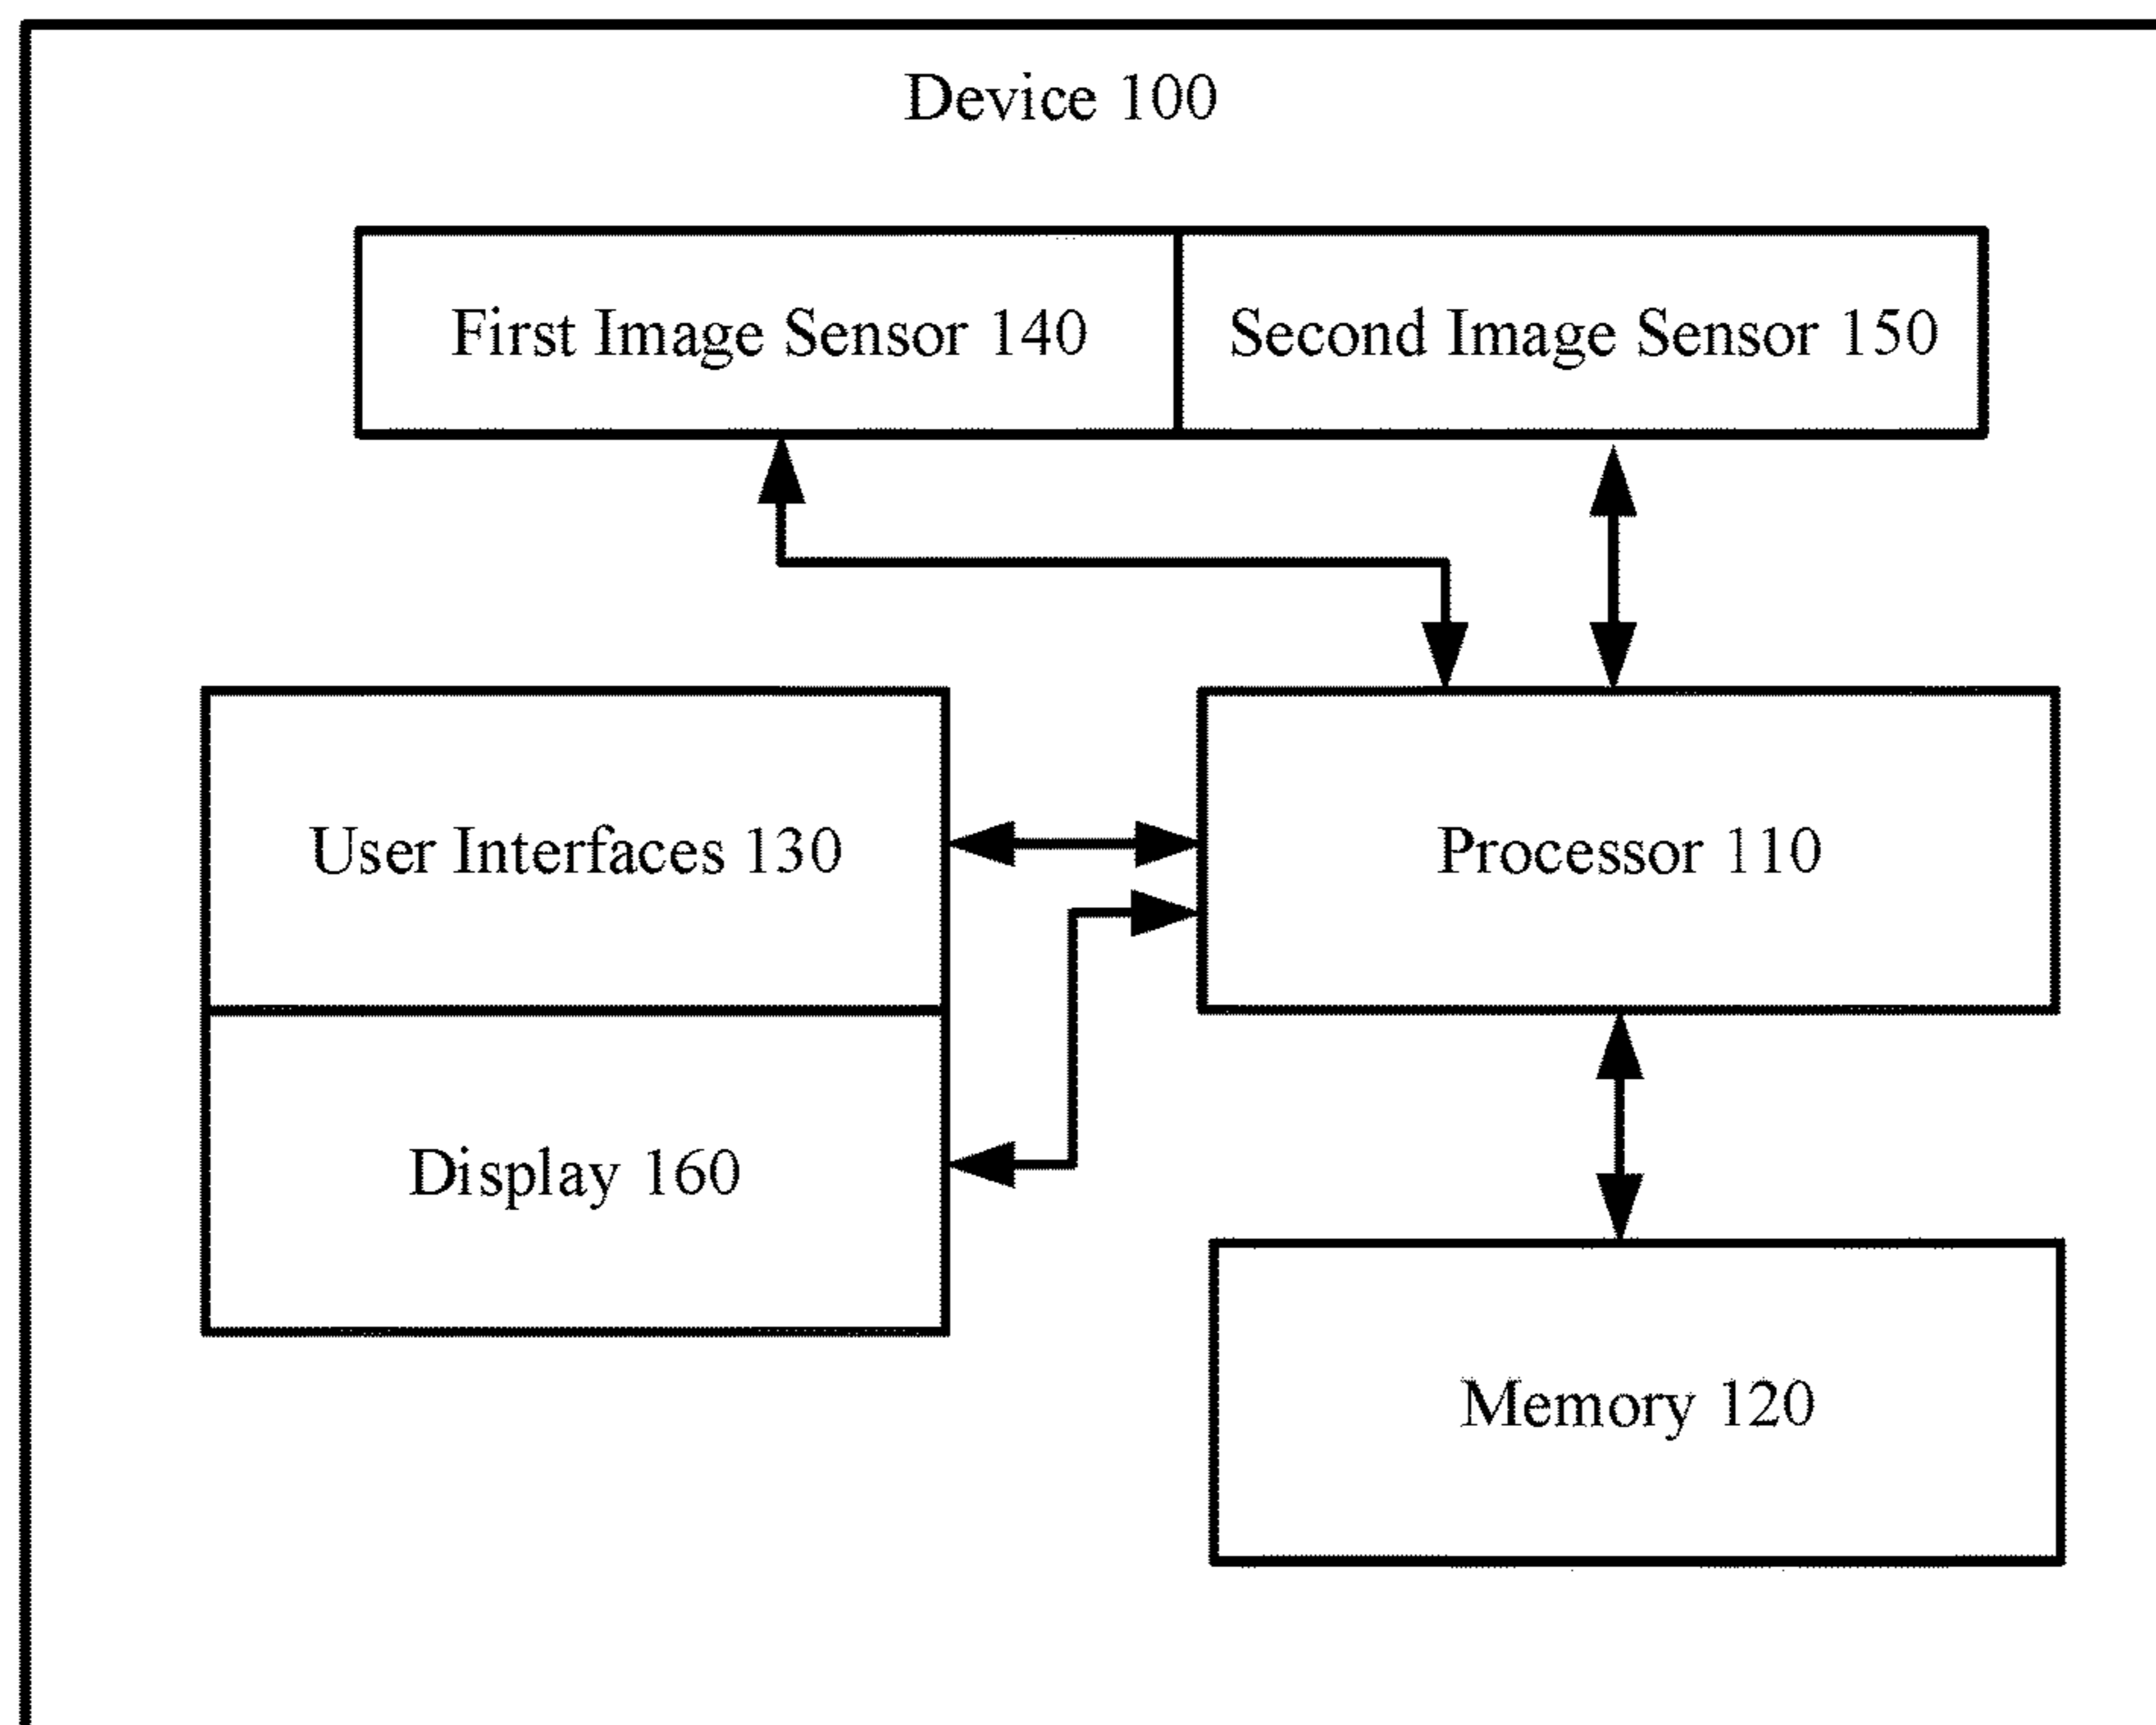 Device 100
First Image Sensor 140
Second Image Sensor 150
User Interfaces 130
Processor 110
Display 160
Memory 120